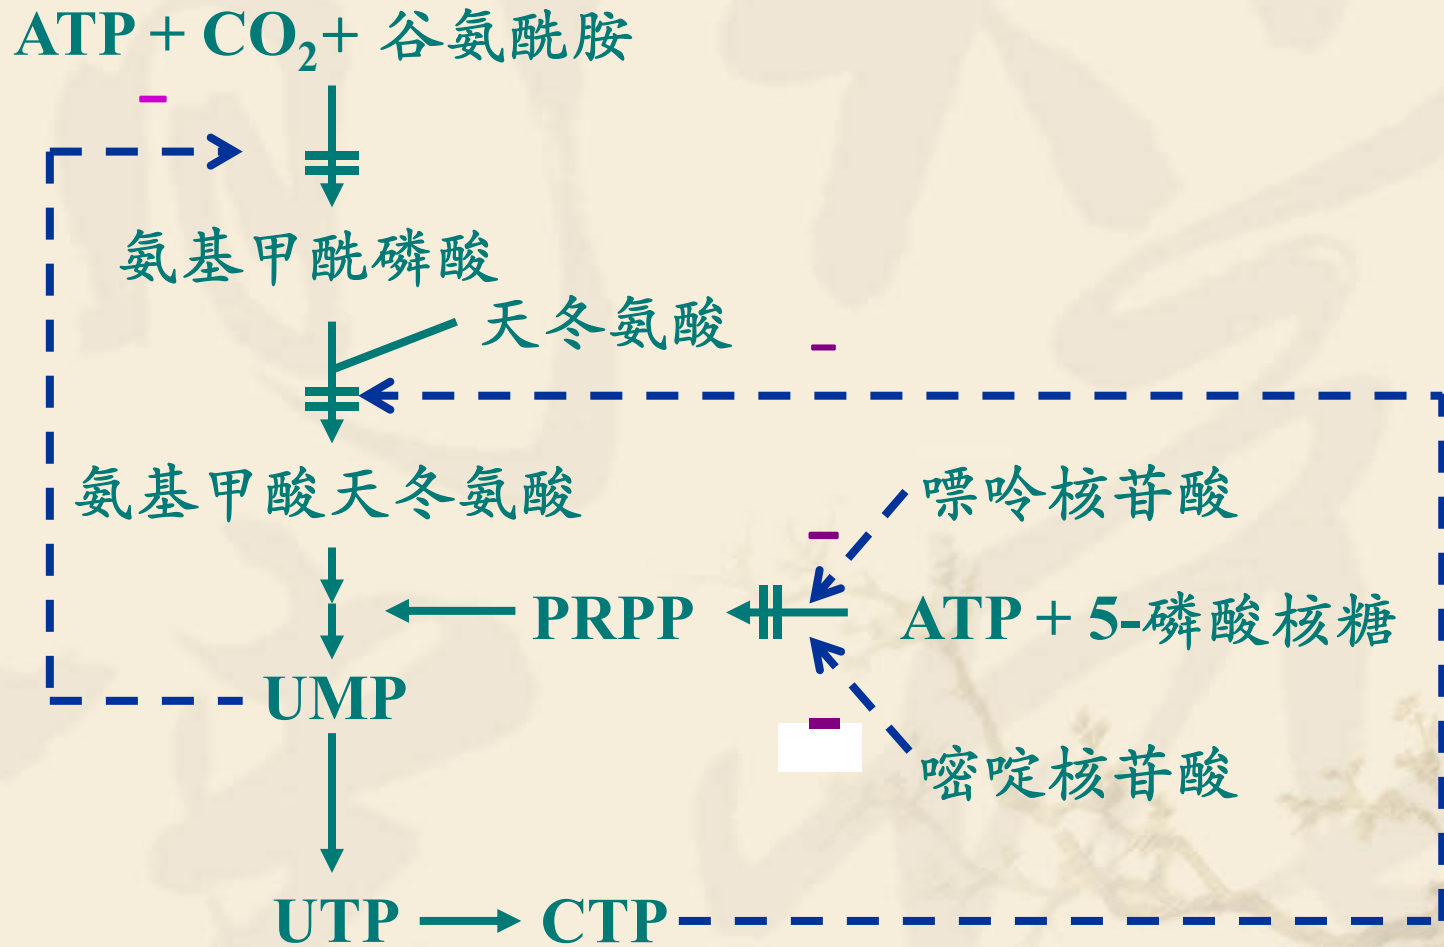 ATP + CO₂+ 谷氨酰胺
氨基甲酰磷酸
天冬氨酸
氨基甲酸天冬氨酸
嘌呤核苷酸
PRPP
ATP + 5-磷酸核糖
UMP
嘧啶核苷酸
UTP
CTP